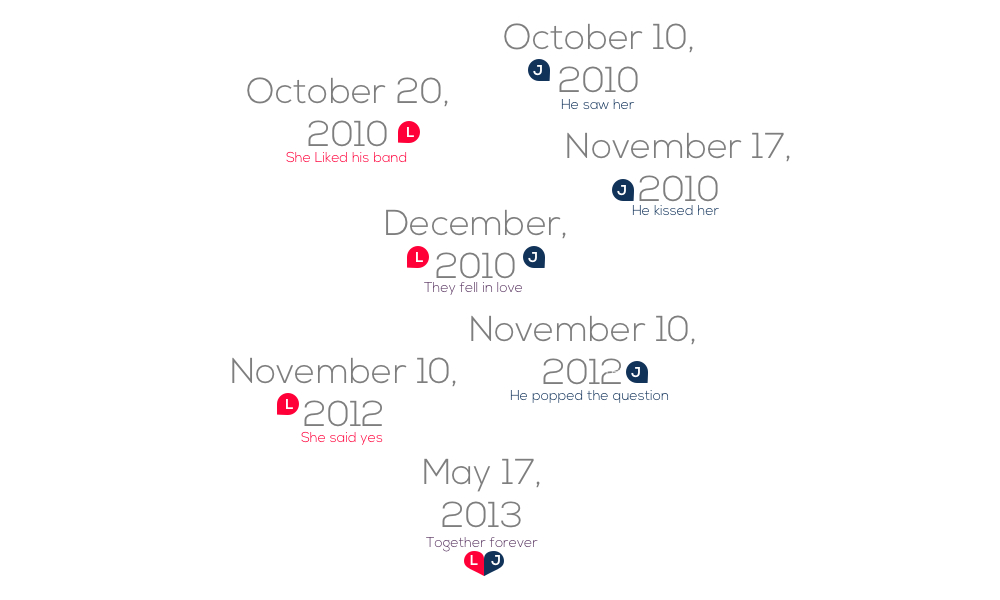 October 10,
J 2010
He saw her
October 20,
2010 L
She Liked his band
November 17,
J 2010
He kissed her
December,
L 2010 J
They fell in love
November 10,
2012 J
He popped the question
November 10,
L 2012
She said yes
May 17,
2013
Together forever
L J